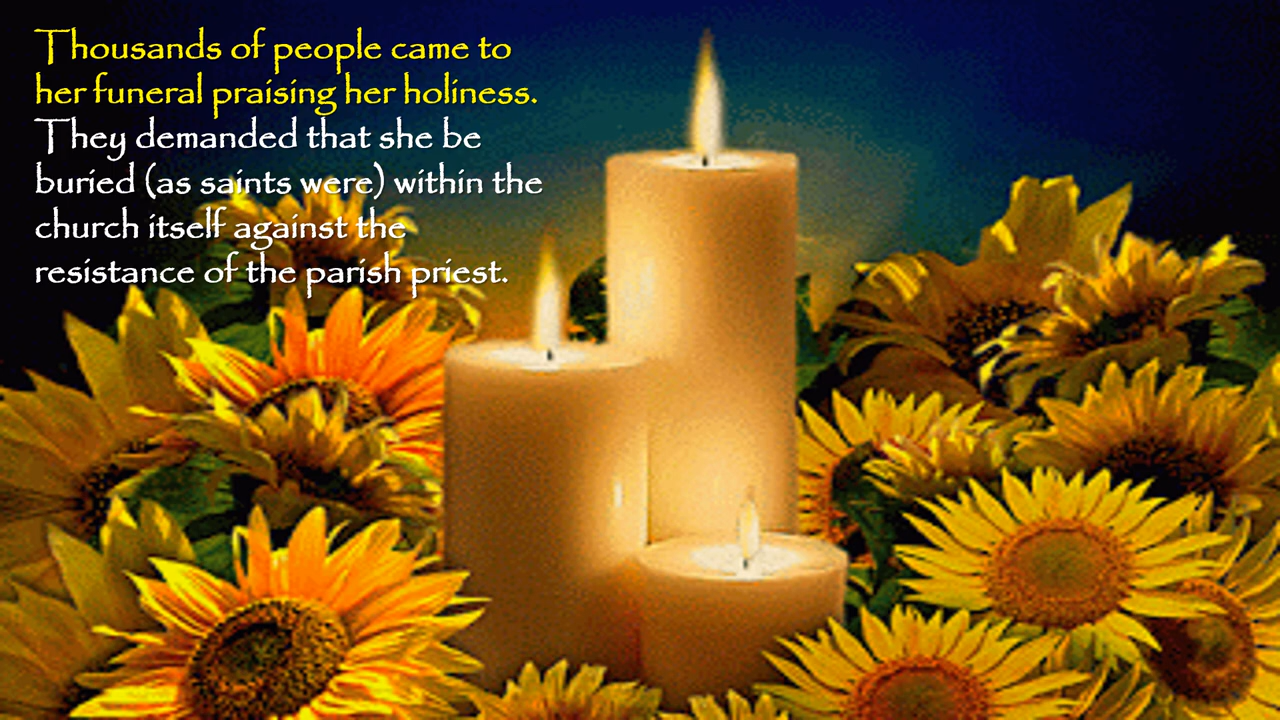 Thousands of people came to
her funeral praising her holiness.
They demanded that she be
buried (as saints were) within the
church itself against the
resistance of the parish priest.